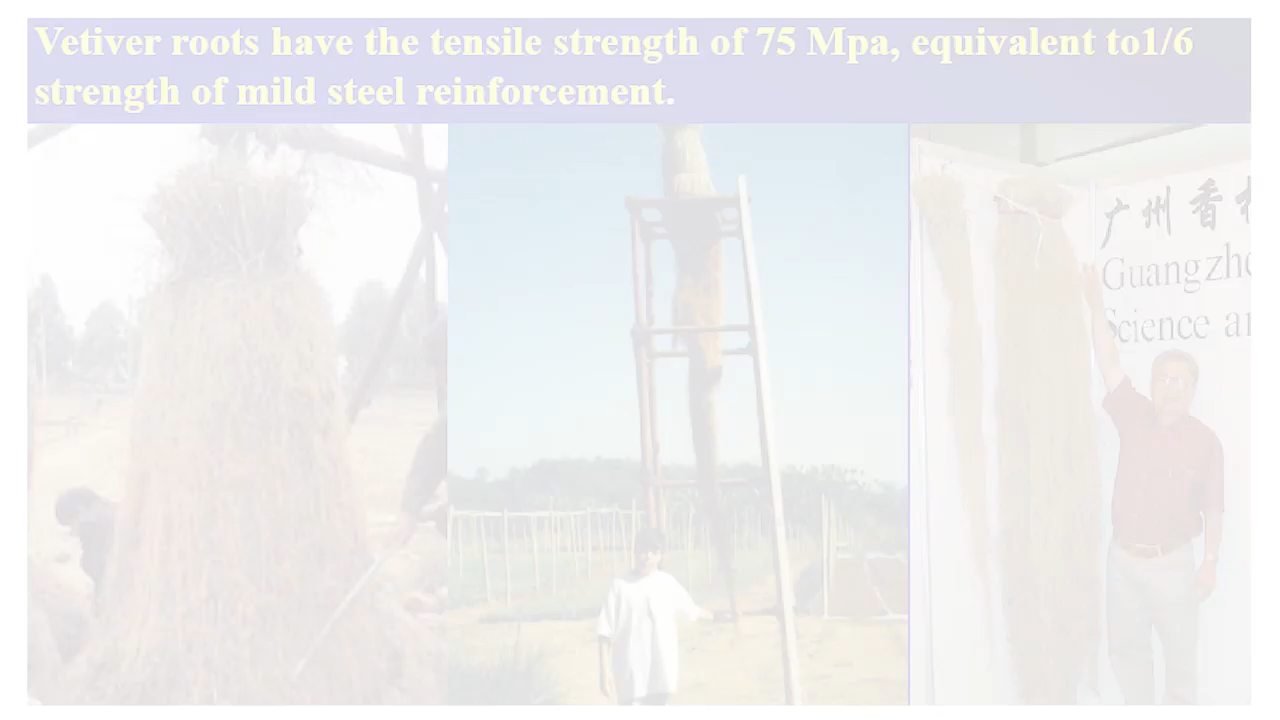 Vetiver roots have the tensile strength of 75 Mpa, equivalent to1/6
strength of mild steel reinforcement.
广州香
Guangzho
Science an